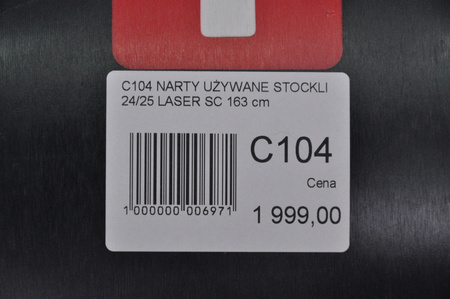 C104 NARTY UŻYWANE STOCKLI
24/25 LASER SC 163 cm
C104
Cena
1 000000 006971
1 999,00